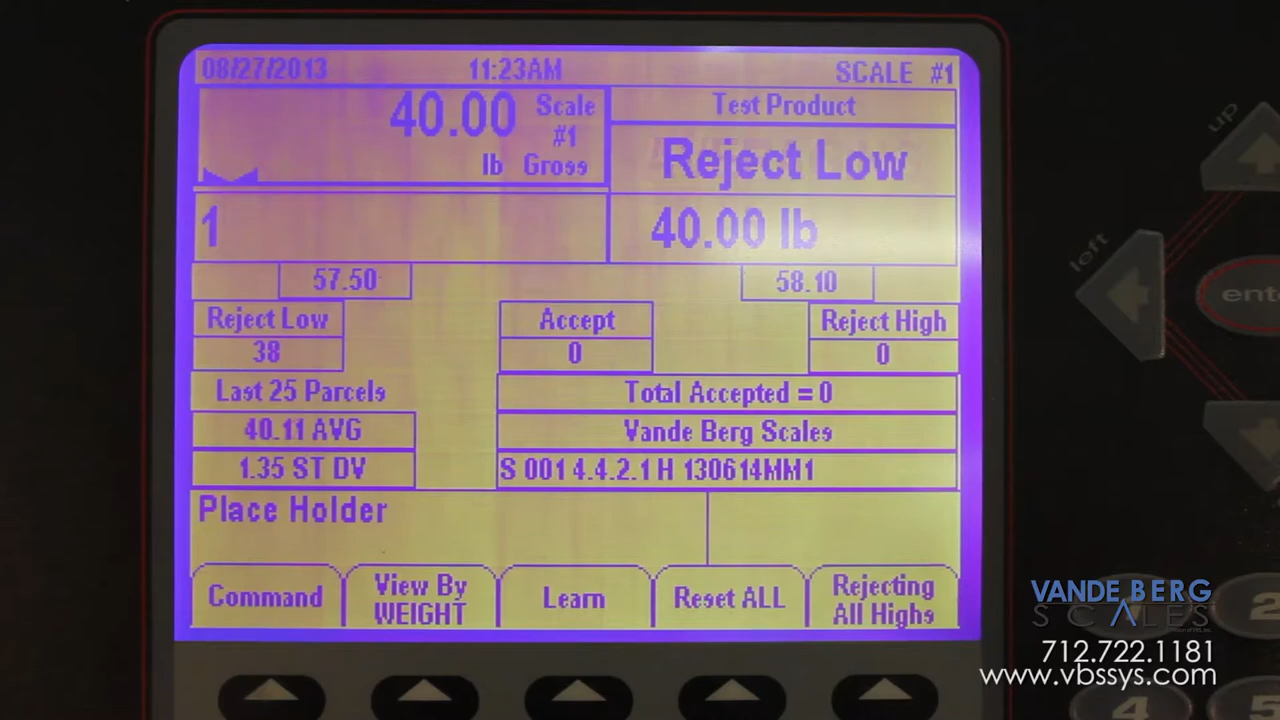 08/27/2013 11:23AM SCALE #1
40.00 Scale #1
lb Gross
Test Product
Reject Low
1
40.00 lb
57.50 58.10
Reject Low Accept Reject High
38 0 0
Last 25 Parcels
Total Accepted = 0
40.11 AVG
Vande Berg Scales
1.35 ST DV
S 001 4.4.2.1 H 130614MM1
Place Holder
Command
View By
WEIGHT
Learn
Reset ALL
Rejecting
All Highs
up
left
2
4
5
VANDE BERG
SCALES
712.722.1181
www.vbssys.com